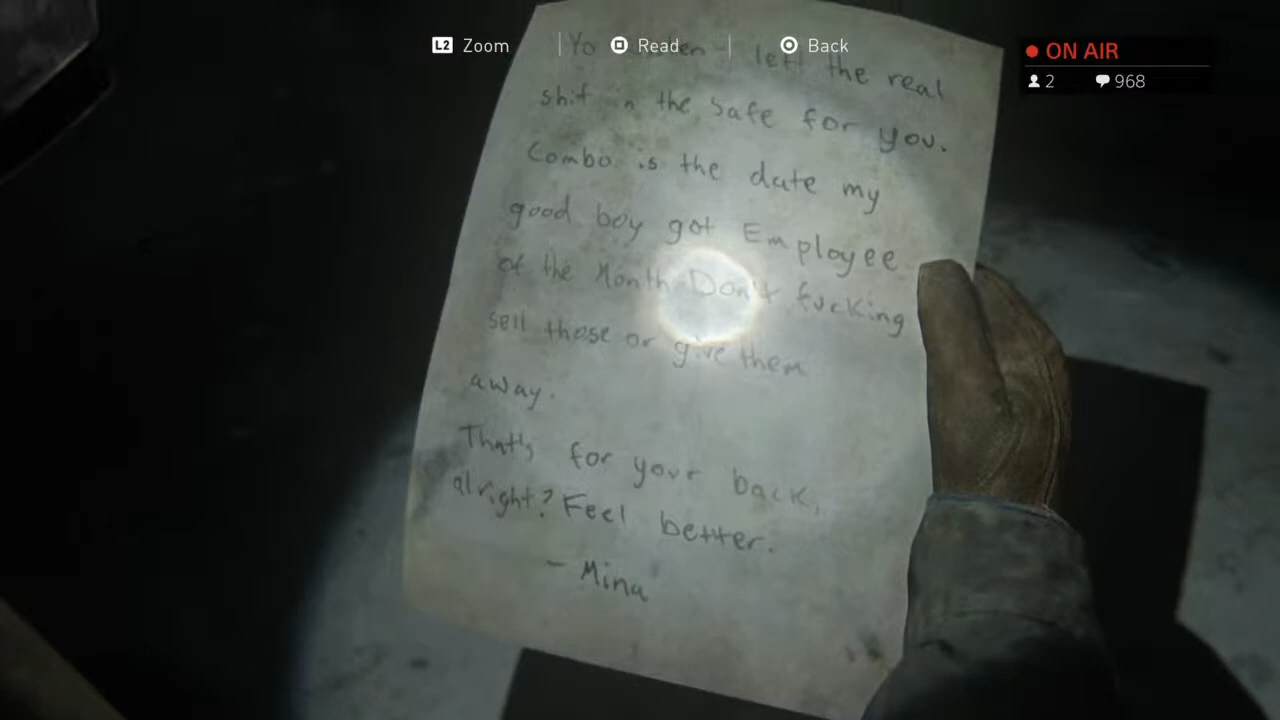 L2 Zoom | Read | Back
ON AIR
2 968
Yo left the real
shit in the safe for you.
Combo is the date my
good boy got Employee
of the Month Don't fucking
sell those or give them
away.
That's for your back,
alright? Feel better.
- Mina